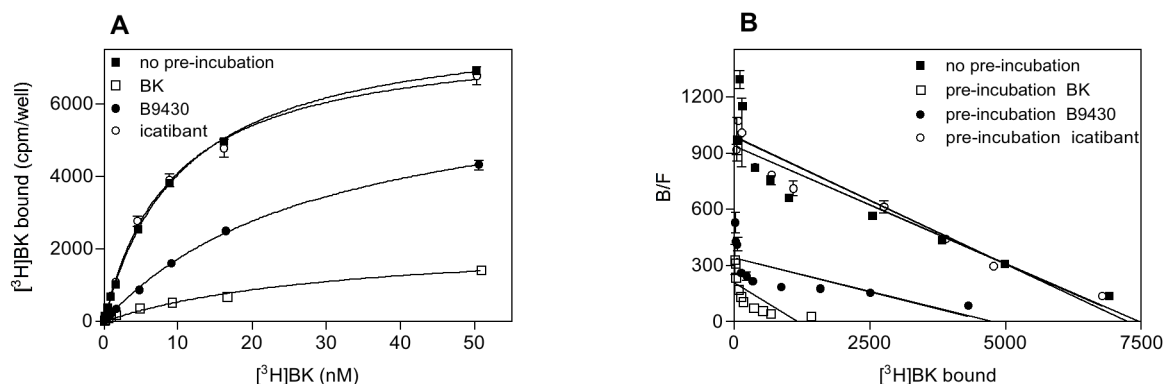 A
no pre-incubation
BK
B9430
icatibant
[³H]BK bound (cpm/well)
6000
4000
2000
0
0 10 20 30 40 50
[³H]BK (nM)
B
no pre-incubation
pre-incubation BK
pre-incubation B9430
pre-incubation icatibant
B/F
1200
900
600
300
0
0 2500 5000 7500
[³H]BK bound